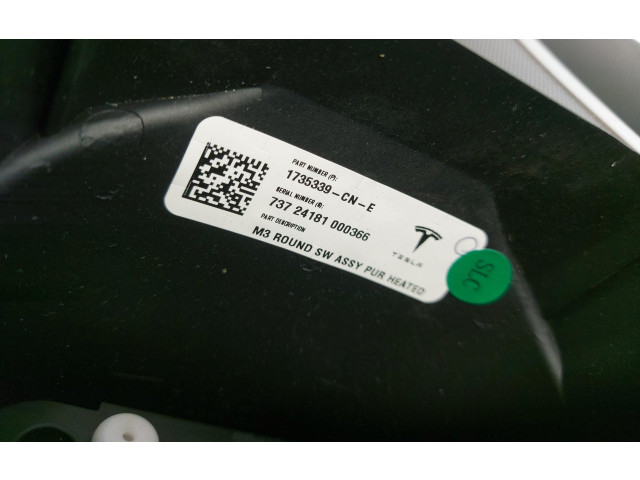 PART NUMBER (P):
1735339-CN-E
SERIAL NUMBER (S):
737 24181 000366
PART DESCRIPTION
M3 ROUND SW ASSY PUR HEATED
TESLA
SLC